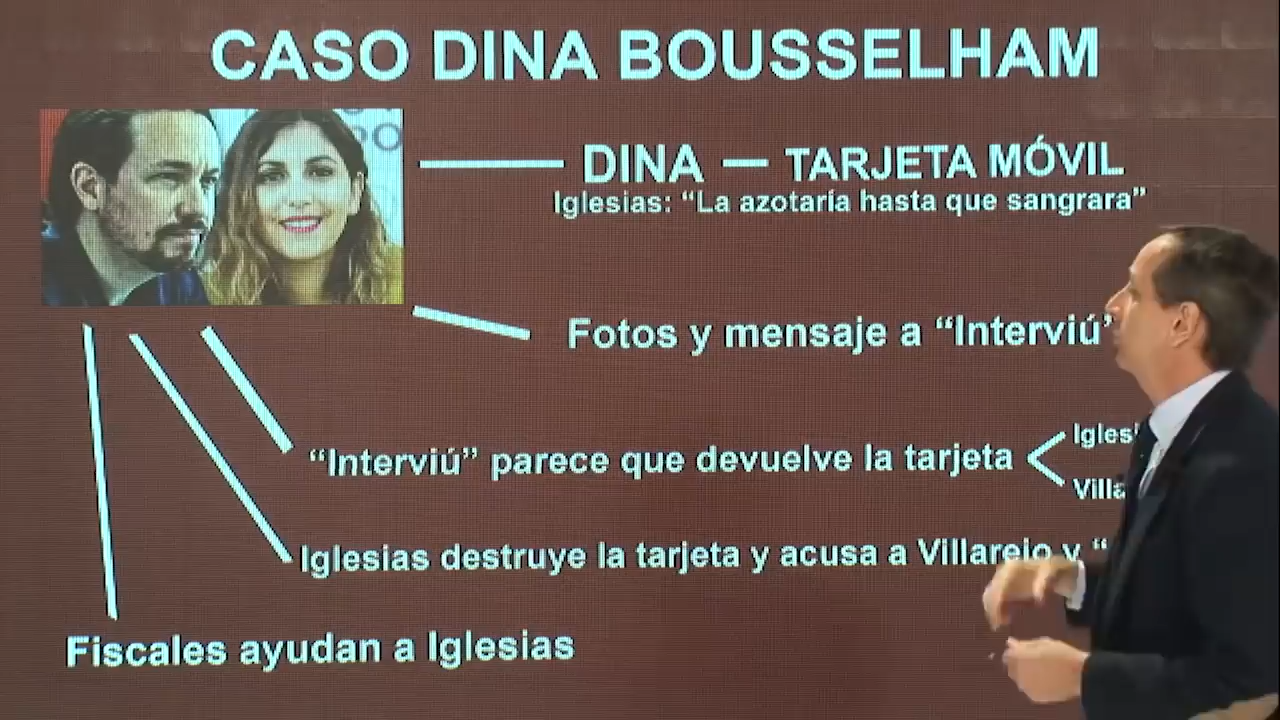 CASO DINA BOUSSELHAM
DINA — TARJETA MÓVIL
Iglesias: “La azotaría hasta que sangrara”
Fotos y mensaje a “Interviú”
“Interviú” parece que devuelve la tarjeta
Iglesias destruye la tarjeta y acusa a Villarejo y “
Fiscales ayudan a Iglesias